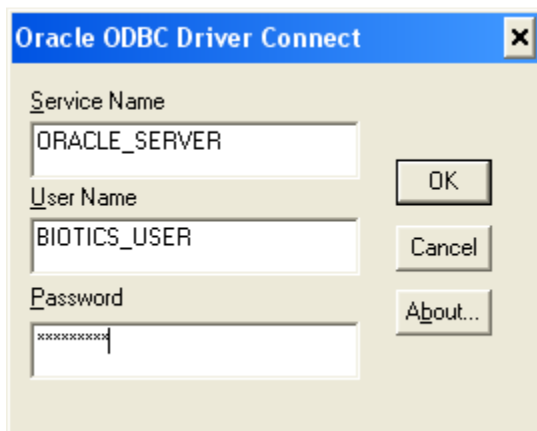 Oracle ODBC Driver Connect
Service Name
ORACLE_SERVER
OK
User Name
BIOTICS_USER
Cancel
Password
About...
*********